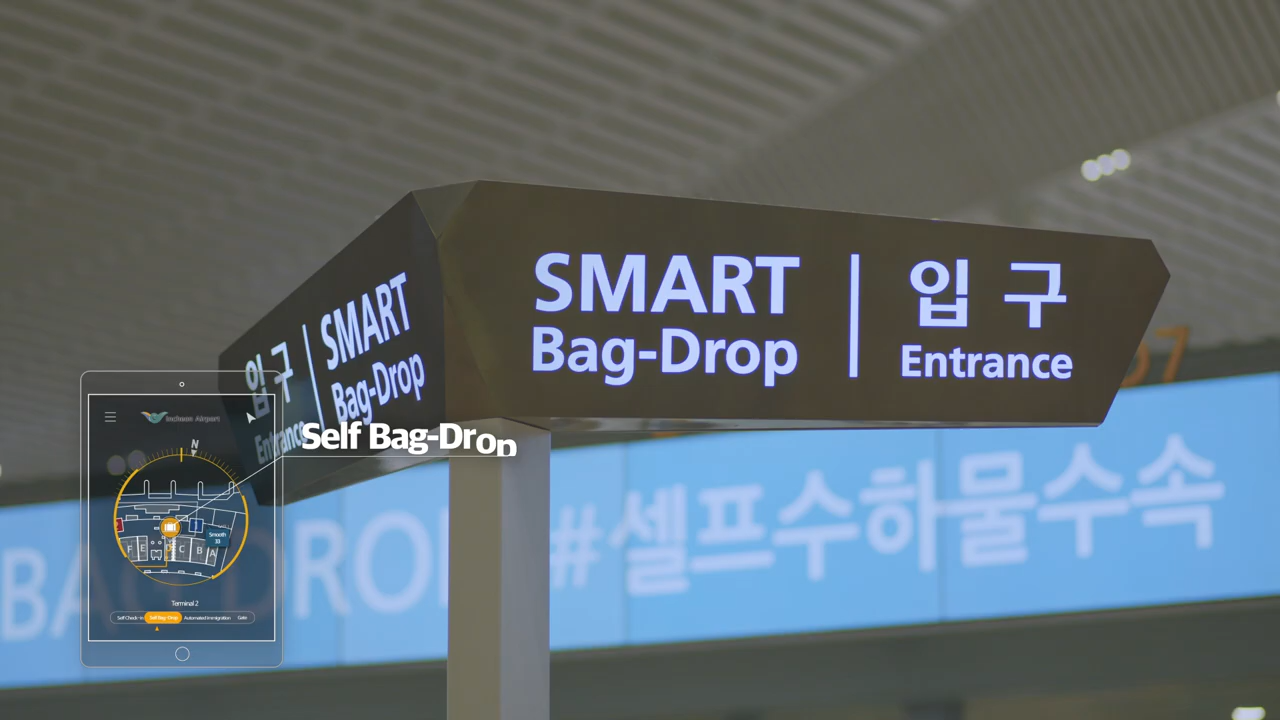 SMART
Bag-Drop
입구
Entrance
입구
Entrance
SMART
Bag-Drop
Self Bag-Drop
07
BAG DROP #셀프수하물수속
Incheon Airport
N
F E D C B A
Smooth
Terminal 2
Self Check-in Self Bag-Drop Automated Immigration Gate